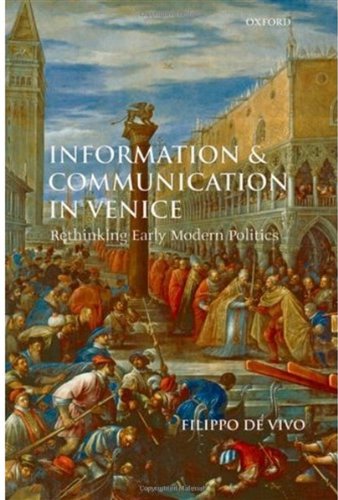 OXFORD
INFORMATION &
COMMUNICATION
IN VENICE
Rethinking Early Modern Politics
FILIPPO DE VIVO